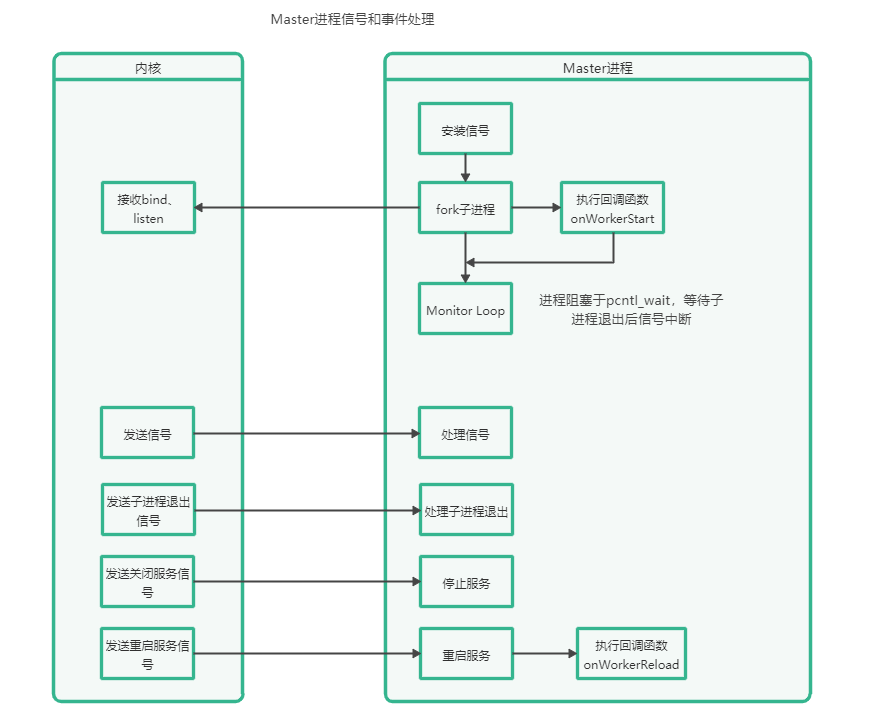 Master进程信号和事件处理
内核
Master进程
安装信号
接收bind、
listen
fork子进程
执行回调函数
onWorkerStart
Monitor Loop
进程阻塞于pcntl_wait，等待子
进程退出后信号中断
发送信号
处理信号
发送子进程退出
信号
处理子进程退出
发送关闭服务信
号
停止服务
发送重启服务信
号
重启服务
执行回调函数
onWorkerReload